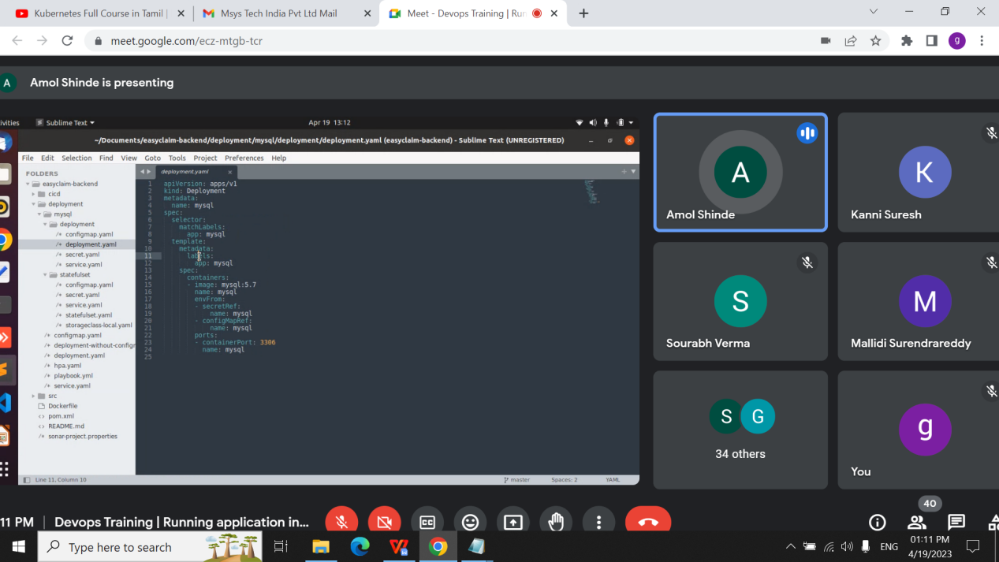 Kubernetes Full Course in Tamil |
Msys Tech India Pvt Ltd Mail
Meet - Devops Training | Run
meet.google.com/ecz-mtgb-tcr
g
A
Amol Shinde is presenting
ivities
Sublime Text
Apr 19 13:12
~/Documents/easyclaim-backend/deployment/mysql/deployment/deployment.yaml (easyclaim-backend) - Sublime Text (UNREGISTERED)
File Edit Selection Find View Goto Tools Project Preferences Help
FOLDERS
easyclaim-backend
cicd
deployment
mysql
deployment
configmap.yaml
deployment.yaml
secret.yaml
service.yaml
statefulset
configmap.yaml
secret.yaml
service.yaml
statefulset.yaml
storageclass-local.yaml
configmap.yaml
deployment-without-configr
deployment.yaml
hpa.yaml
playbook.yml
service.yaml
src
Dockerfile
pom.xml
README.md
sonar-project.properties
deployment.yaml
1 apiVersion: apps/v1
2 kind: Deployment
3 metadata:
4 name: mysql
5 spec:
6 selector:
7 matchLabels:
8 app: mysql
9 template:
10 metadata:
11 labels:
12 app: mysql
13 spec:
14 containers:
15 - image: mysql:5.7
16 name: mysql
17 envFrom:
18 - secretRef:
19 name: mysql
20 - configMapRef:
21 name: mysql
22 ports:
23 - containerPort: 3306
24 name: mysql
25
Line 11, Column 10
master
Spaces: 2
YAML
A
Amol Shinde
K
Kanni Suresh
S
Sourabh Verma
M
Mallidi Surendrareddy
S G
34 others
g
You
11 PM | Devops Training | Running application in...
40
Type here to search
ENG
01:11 PM
4/19/2023